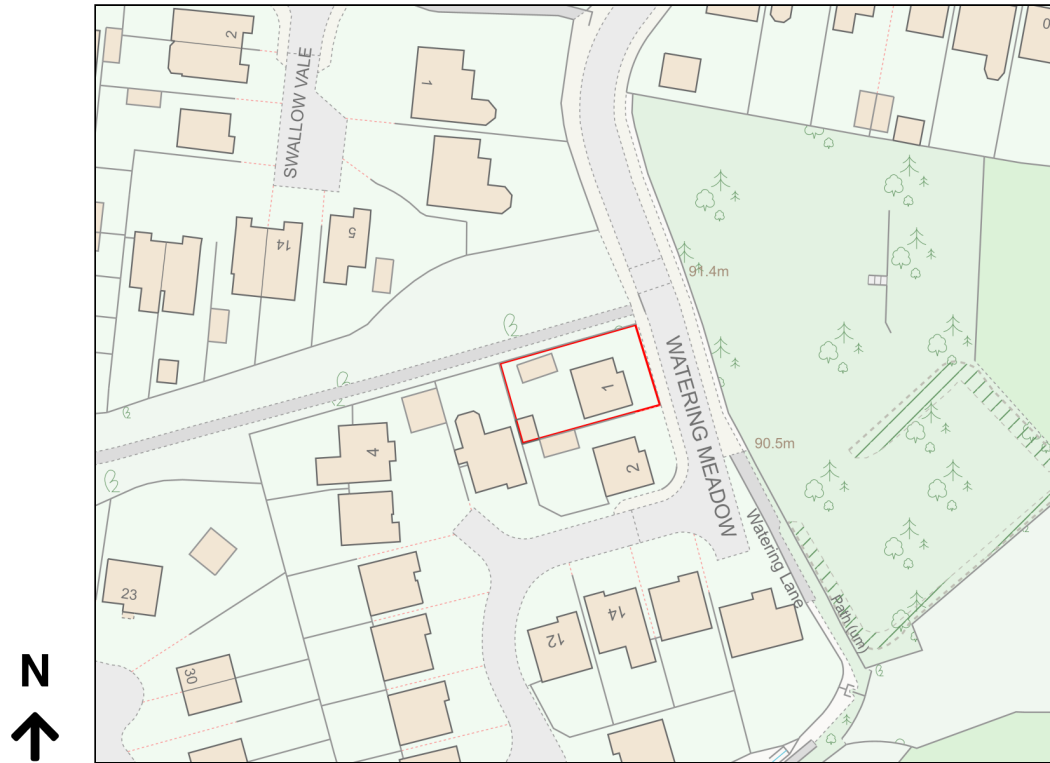 2
SWALLOW VALE
1
0
14
5
91.4m
WATERING MEADOW
1
90.5m
4
2
Watering Lane
23
12
14
Path (um)
30
N